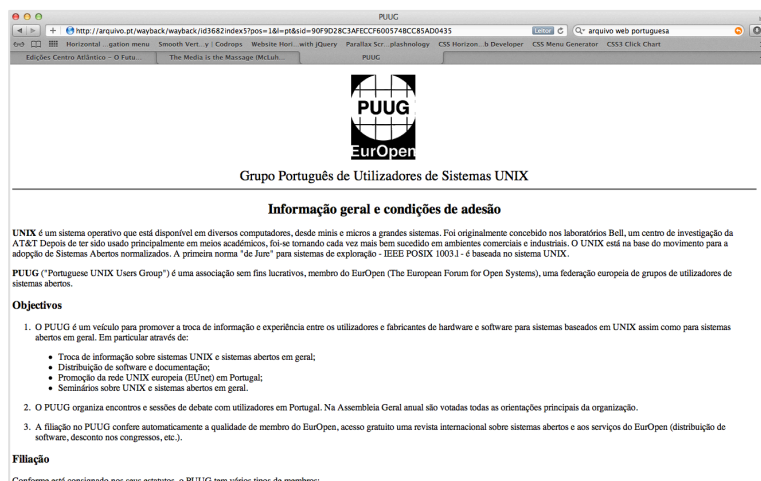 PUUG
http://arquivo.pt/wayback/wayback/id3682index5?pos=1&l=pt&sid=90F9D28C3AFECCF600574BCC85AD0435
Leitor
arquivo web portuguesa
Horizontal ...gation menu Smooth Vert...y | Codrops Website Hori...with jQuery Parallax Scr...plashnology CSS Horizon...b Developer CSS Menu Generator CSS3 Click Chart
Edições Centro Atlântico – O Futu... The Media is the Massage (McLuh... PUUG
PUUG
EurOpen
Grupo Português de Utilizadores de Sistemas UNIX
Informação geral e condições de adesão
UNIX é um sistema operativo que está disponível em diversos computadores, desde minis e micros a grandes sistemas. Foi originalmente concebido nos laboratórios Bell, um centro de investigação da
AT&T Depois de ter sido usado principalmente em meios académicos, foi-se tornando cada vez mais bem sucedido em ambientes comerciais e industriais. O UNIX está na base do movimento para a
adopção de Sistemas Abertos normalizados. A primeira norma "de Jure" para sistemas de exploração - IEEE POSIX 1003.l - é baseada no sistema UNIX.
PUUG ("Portuguese UNIX Users Group") é uma associação sem fins lucrativos, membro do EurOpen (The European Forum for Open Systems), uma federação europeia de grupos de utilizadores de
sistemas abertos.
Objectivos
1. O PUUG é um veículo para promover a troca de informação e experiência entre os utilizadores e fabricantes de hardware e software para sistemas baseados em UNIX assim como para sistemas
abertos em geral. Em particular através de:
• Troca de informação sobre sistemas UNIX e sistemas abertos em geral;
• Distribuição de software e documentação;
• Promoção da rede UNIX europeia (EUnet) em Portugal;
• Seminários sobre UNIX e sistemas abertos em geral.
2. O PUUG organiza encontros e sessões de debate com utilizadores em Portugal. Na Assembleia Geral anual são votadas todas as orientações principais da organização.
3. A filiação no PUUG confere automaticamente a qualidade de membro do EurOpen, acesso gratuito uma revista internacional sobre sistemas abertos e aos serviços do EurOpen (distribuição de
software, desconto nos congressos, etc.).
Filiação
Conforme está consignado nos seus estatutos, o PUUG tem vários tipos de membros: